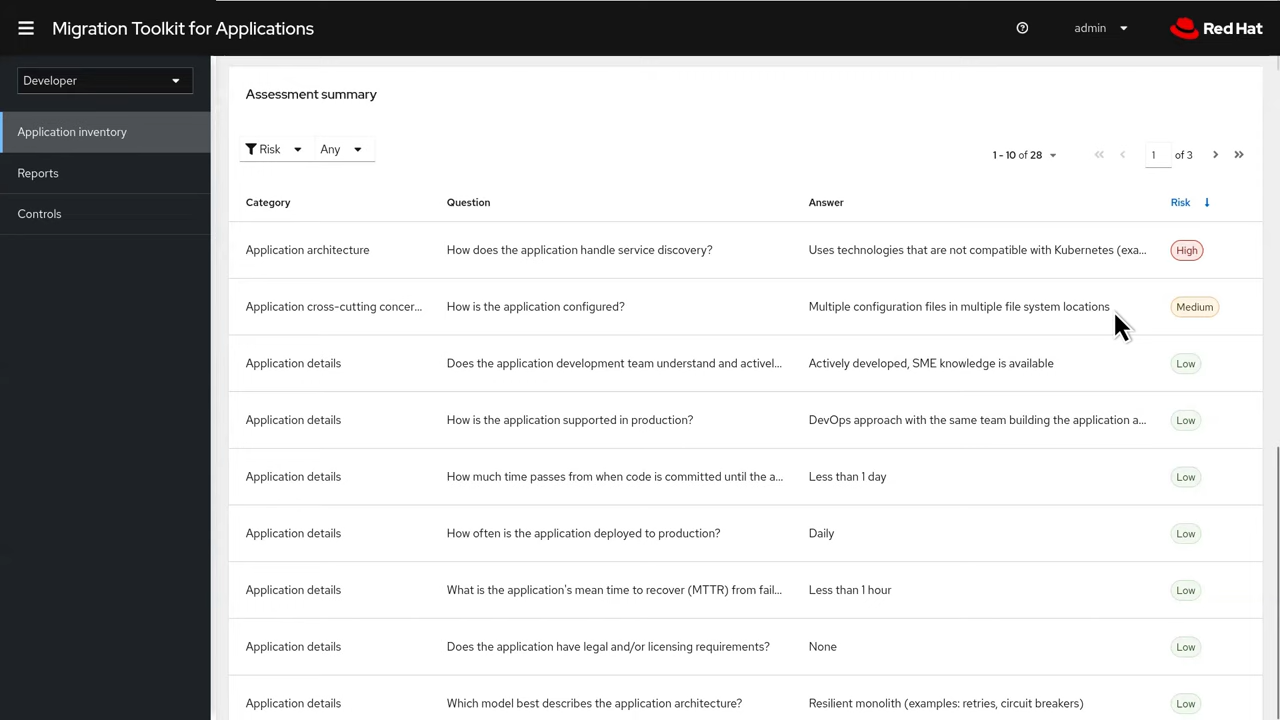 Migration Toolkit for Applications
admin
Red Hat
Developer
Application inventory
Reports
Controls
Assessment summary
Risk
Any
1 - 10 of 28
1
of 3
Category Question Answer Risk
Application architecture How does the application handle service discovery? Uses technologies that are not compatible with Kubernetes (exa... High
Application cross-cutting concer... How is the application configured? Multiple configuration files in multiple file system locations Medium
Application details Does the application development team understand and activel... Actively developed, SME knowledge is available Low
Application details How is the application supported in production? DevOps approach with the same team building the application a... Low
Application details How much time passes from when code is committed until the a... Less than 1 day Low
Application details How often is the application deployed to production? Daily Low
Application details What is the application's mean time to recover (MTTR) from fail... Less than 1 hour Low
Application details Does the application have legal and/or licensing requirements? None Low
Application details Which model best describes the application architecture? Resilient monolith (examples: retries, circuit breakers) Low